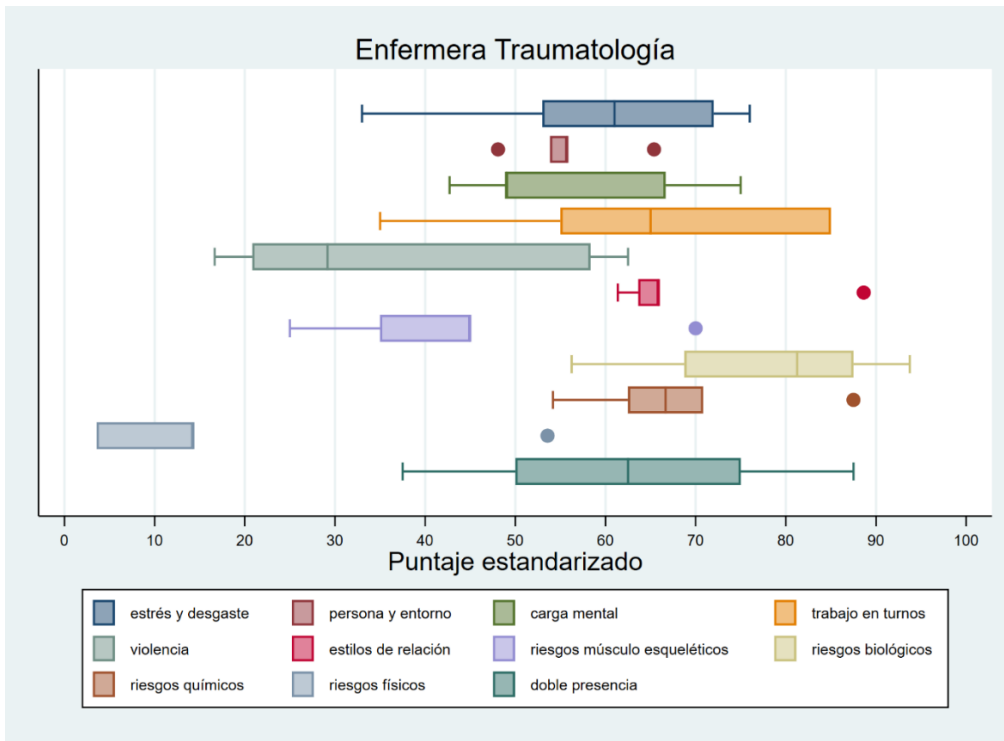 Enfermera Traumatología
0 10 20 30 40 50 60 70 80 90 100
Puntaje estandarizado
estrés y desgaste persona y entorno carga mental trabajo en turnos
violencia estilos de relación riesgos músculo esqueléticos riesgos biológicos
riesgos químicos riesgos físicos doble presencia